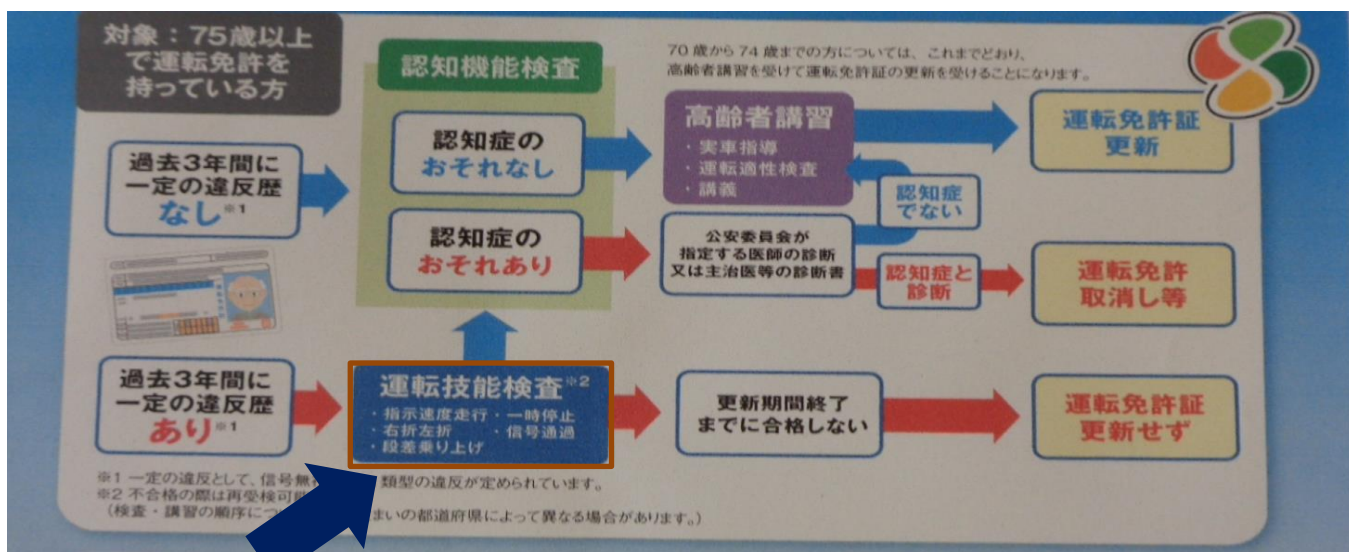 対象：75歳以上
で運転免許を
持っている方
認知機能検査
70歳から74歳までの方については、これまでどおり、
高齢者講習を受けて運転免許証の更新を受けることになります。
過去3年間に
一定の違反歴
なし※1
認知症の
おそれなし
高齢者講習
・実車指導
・運転適性検査
・講義
運転免許証
更新
認知症
でない
認知症の
おそれあり
公安委員会が
指定する医師の診断
又は主治医等の診断書
認知症と
診断
運転免許
取消し等
過去3年間に
一定の違反歴
あり※1
運転技能検査※2
・指示速度走行・一時停止
・右折左折 ・信号通過
・段差乗り上げ
更新期間終了
までに合格しない
運転免許証
更新せず
※1 一定の違反として、信号無 類型の違反が定められています。
※2 不合格の際は再受検可
（検査・講習の順序に まいの都道府県によって異なる場合があります。）